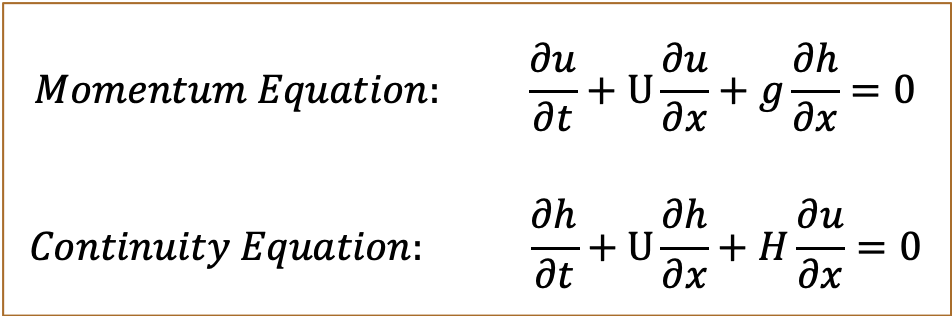 Momentum Equation: ∂u/∂t + U ∂u/∂x + g ∂h/∂x = 0
Continuity Equation: ∂h/∂t + U ∂h/∂x + H ∂u/∂x = 0